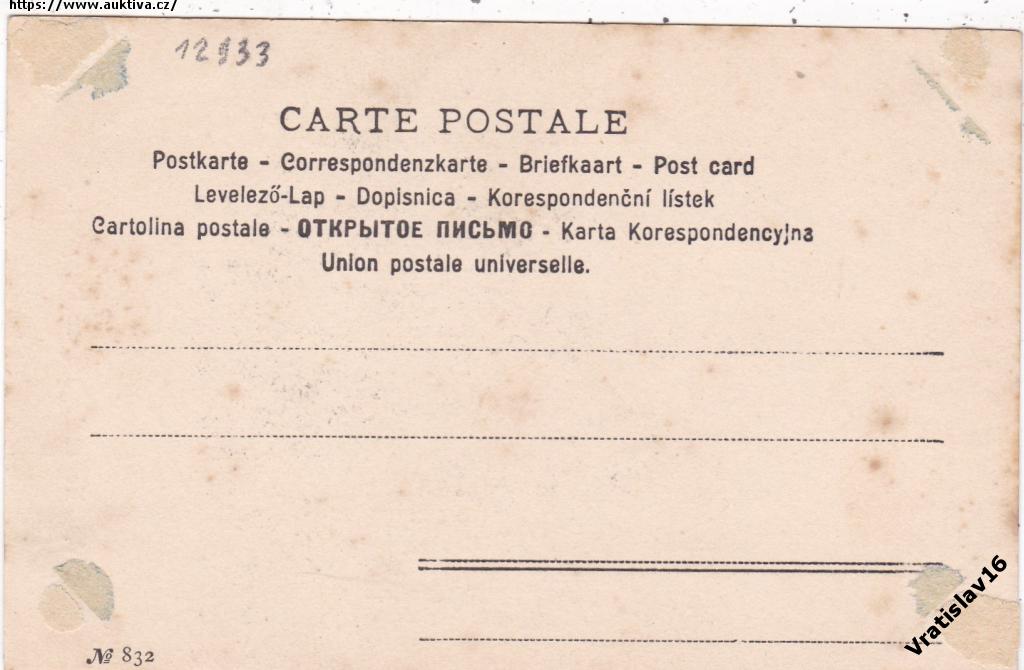 https://www.auktiva.cz/
12933
CARTE POSTALE
Postkarte - Correspondenzkarte - Briefkaart - Post card
Levelező-Lap - Dopisnica - Korespondenční lístek
Cartolina postale - ОТКРЫТОЕ ПИСЬМО - Karta Korespondencyjna
Union postale universelle.
Vratislav16
№ 832